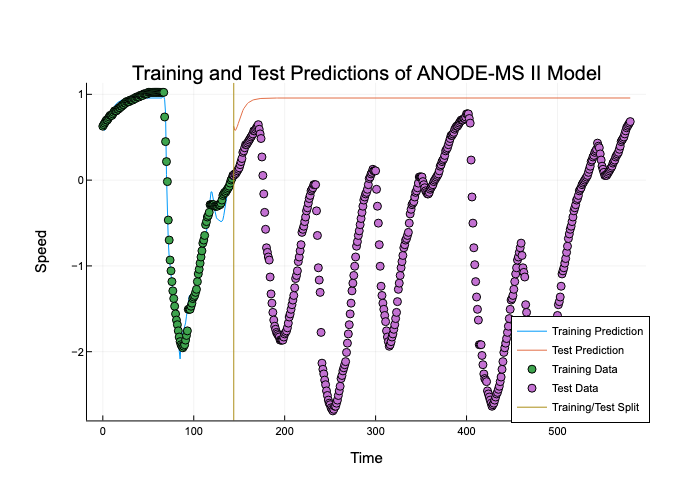 Training and Test Predictions of ANODE-MS II Model
1
0
−1
−2
Speed
0
100
200
300
400
500
Time
Training Prediction
Test Prediction
Training Data
Test Data
Training/Test Split